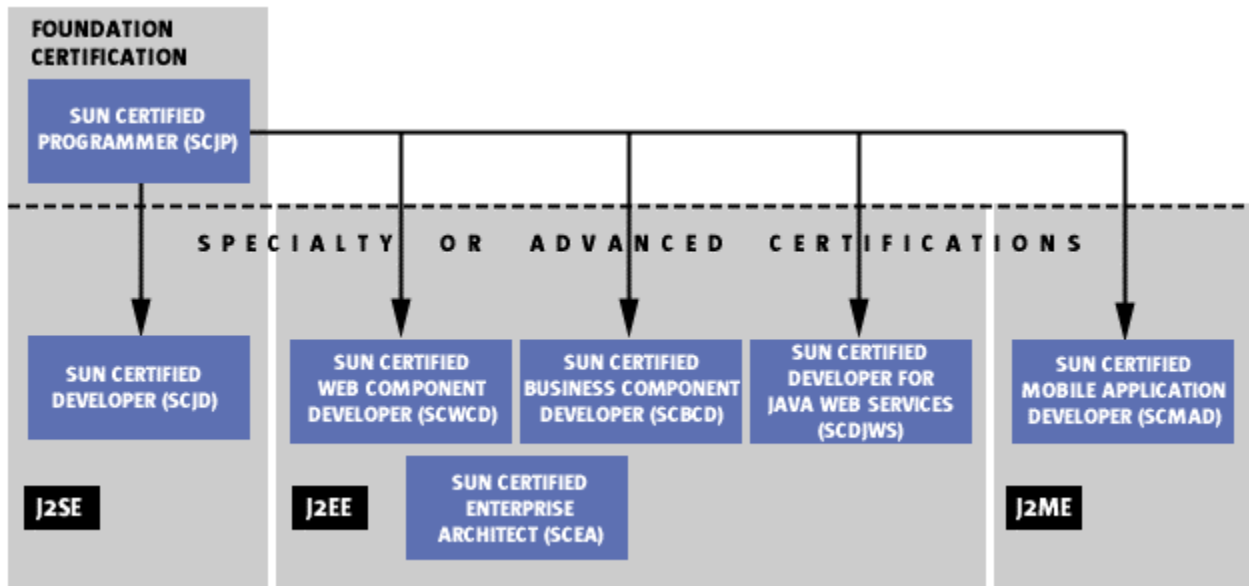 FOUNDATION
CERTIFICATION
SUN CERTIFIED
PROGRAMMER (SCJP)
SPECIALTY OR ADVANCED CERTIFICATIONS
SUN CERTIFIED
DEVELOPER (SCJD)
SUN CERTIFIED
WEB COMPONENT
DEVELOPER (SCWCD)
SUN CERTIFIED
BUSINESS COMPONENT
DEVELOPER (SCBCD)
SUN CERTIFIED
DEVELOPER FOR
JAVA WEB SERVICES
(SCDJWS)
SUN CERTIFIED
MOBILE APPLICATION
DEVELOPER (SCMAD)
J2SE
J2EE
SUN CERTIFIED
ENTERPRISE
ARCHITECT (SCEA)
J2ME